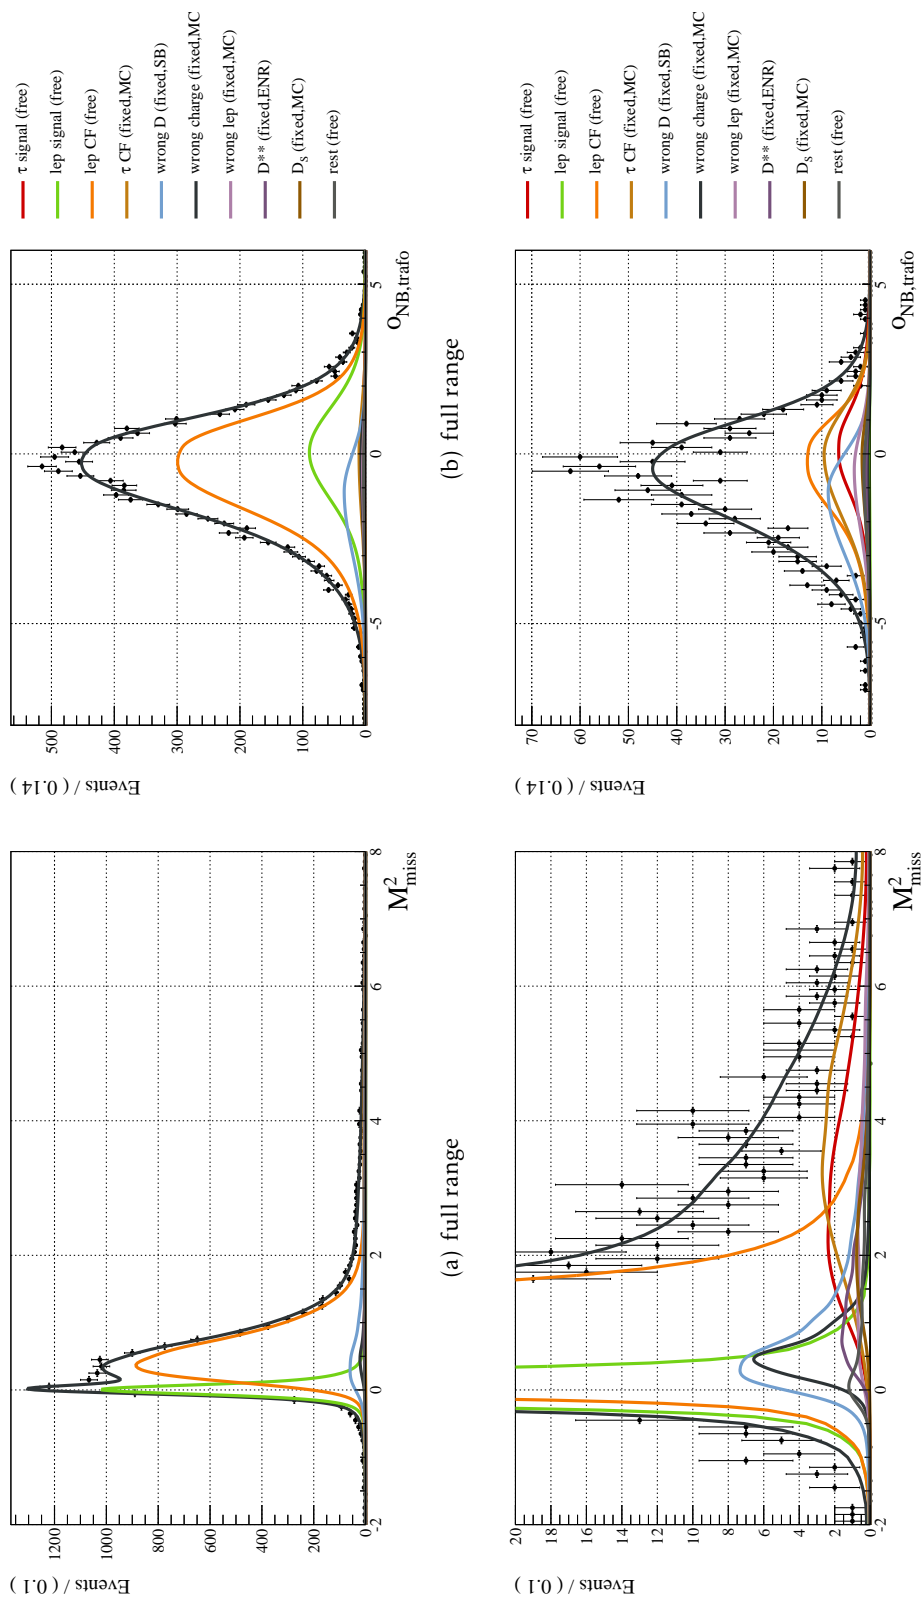 Events / ( 0.1 )
1200
1000
800
600
400
200
0
-2 0 2 4 6 8
M²miss
(a) full range
Events / ( 0.14 )
500
400
300
200
100
0
-5 0 5
oNB,trafo
(b) full range
τ signal (free)
lep signal (free)
lep CF (free)
τ CF (fixed,MC)
wrong D (fixed,SB)
wrong charge (fixed,MC
wrong lep (fixed,MC)
D** (fixed,ENR)
DS (fixed,MC)
rest (free)
Events / ( 0.1 )
20
18
16
14
12
10
8
6
4
2
0
-2 0 2 4 6 8
M²miss
(a) full range
Events / ( 0.14 )
70
60
50
40
30
20
10
0
-5 0 5
oNB,trafo
(b) full range
τ signal (free)
lep signal (free)
lep CF (free)
τ CF (fixed,MC)
wrong D (fixed,SB)
wrong charge (fixed,MC
wrong lep (fixed,MC)
D** (fixed,ENR)
DS (fixed,MC)
rest (free)